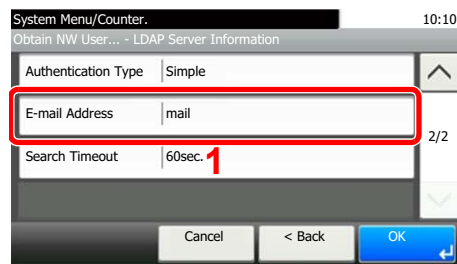 System Menu/Counter.
10:10
Obtain NW User... - LDAP Server Information
Authentication Type Simple
E-mail Address mail
2/2
Search Timeout 60sec.
1
Cancel < Back OK